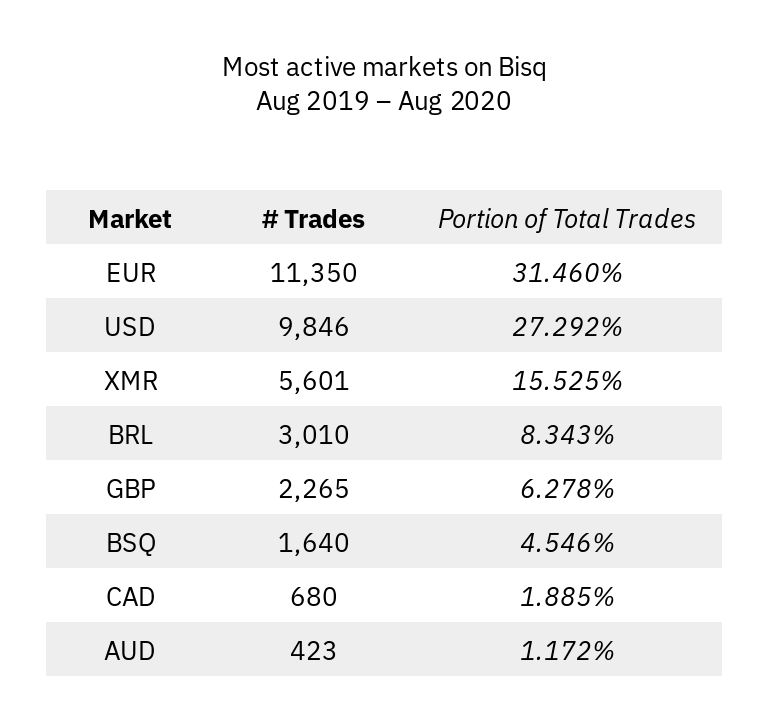 Most active markets on Bisq
Aug 2019 – Aug 2020
Market # Trades Portion of Total Trades
EUR 11,350 31.460%
USD 9,846 27.292%
XMR 5,601 15.525%
BRL 3,010 8.343%
GBP 2,265 6.278%
BSQ 1,640 4.546%
CAD 680 1.885%
AUD 423 1.172%